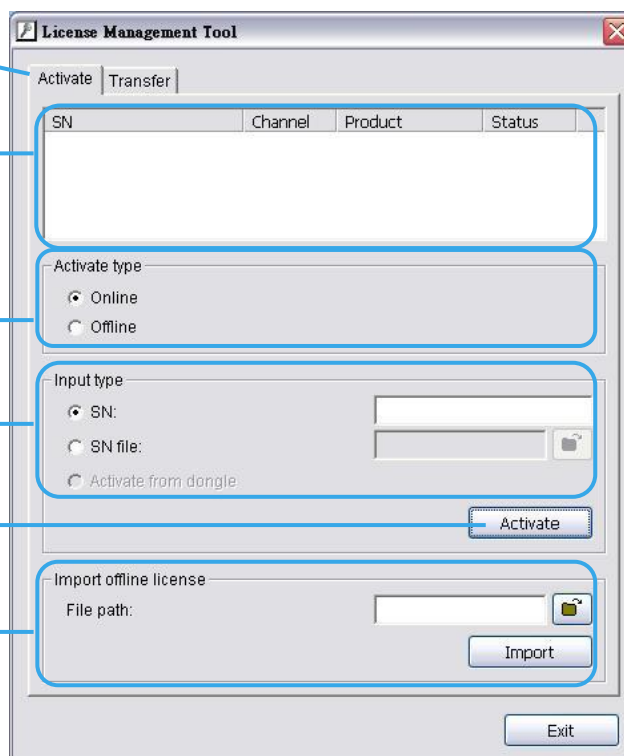 License Management Tool
Activate Transfer
SN Channel Product Status
Activate type
Online
Offline
Input type
SN:
SN file:
Activate from dongle
Activate
Import offline license
File path:
Import
Exit